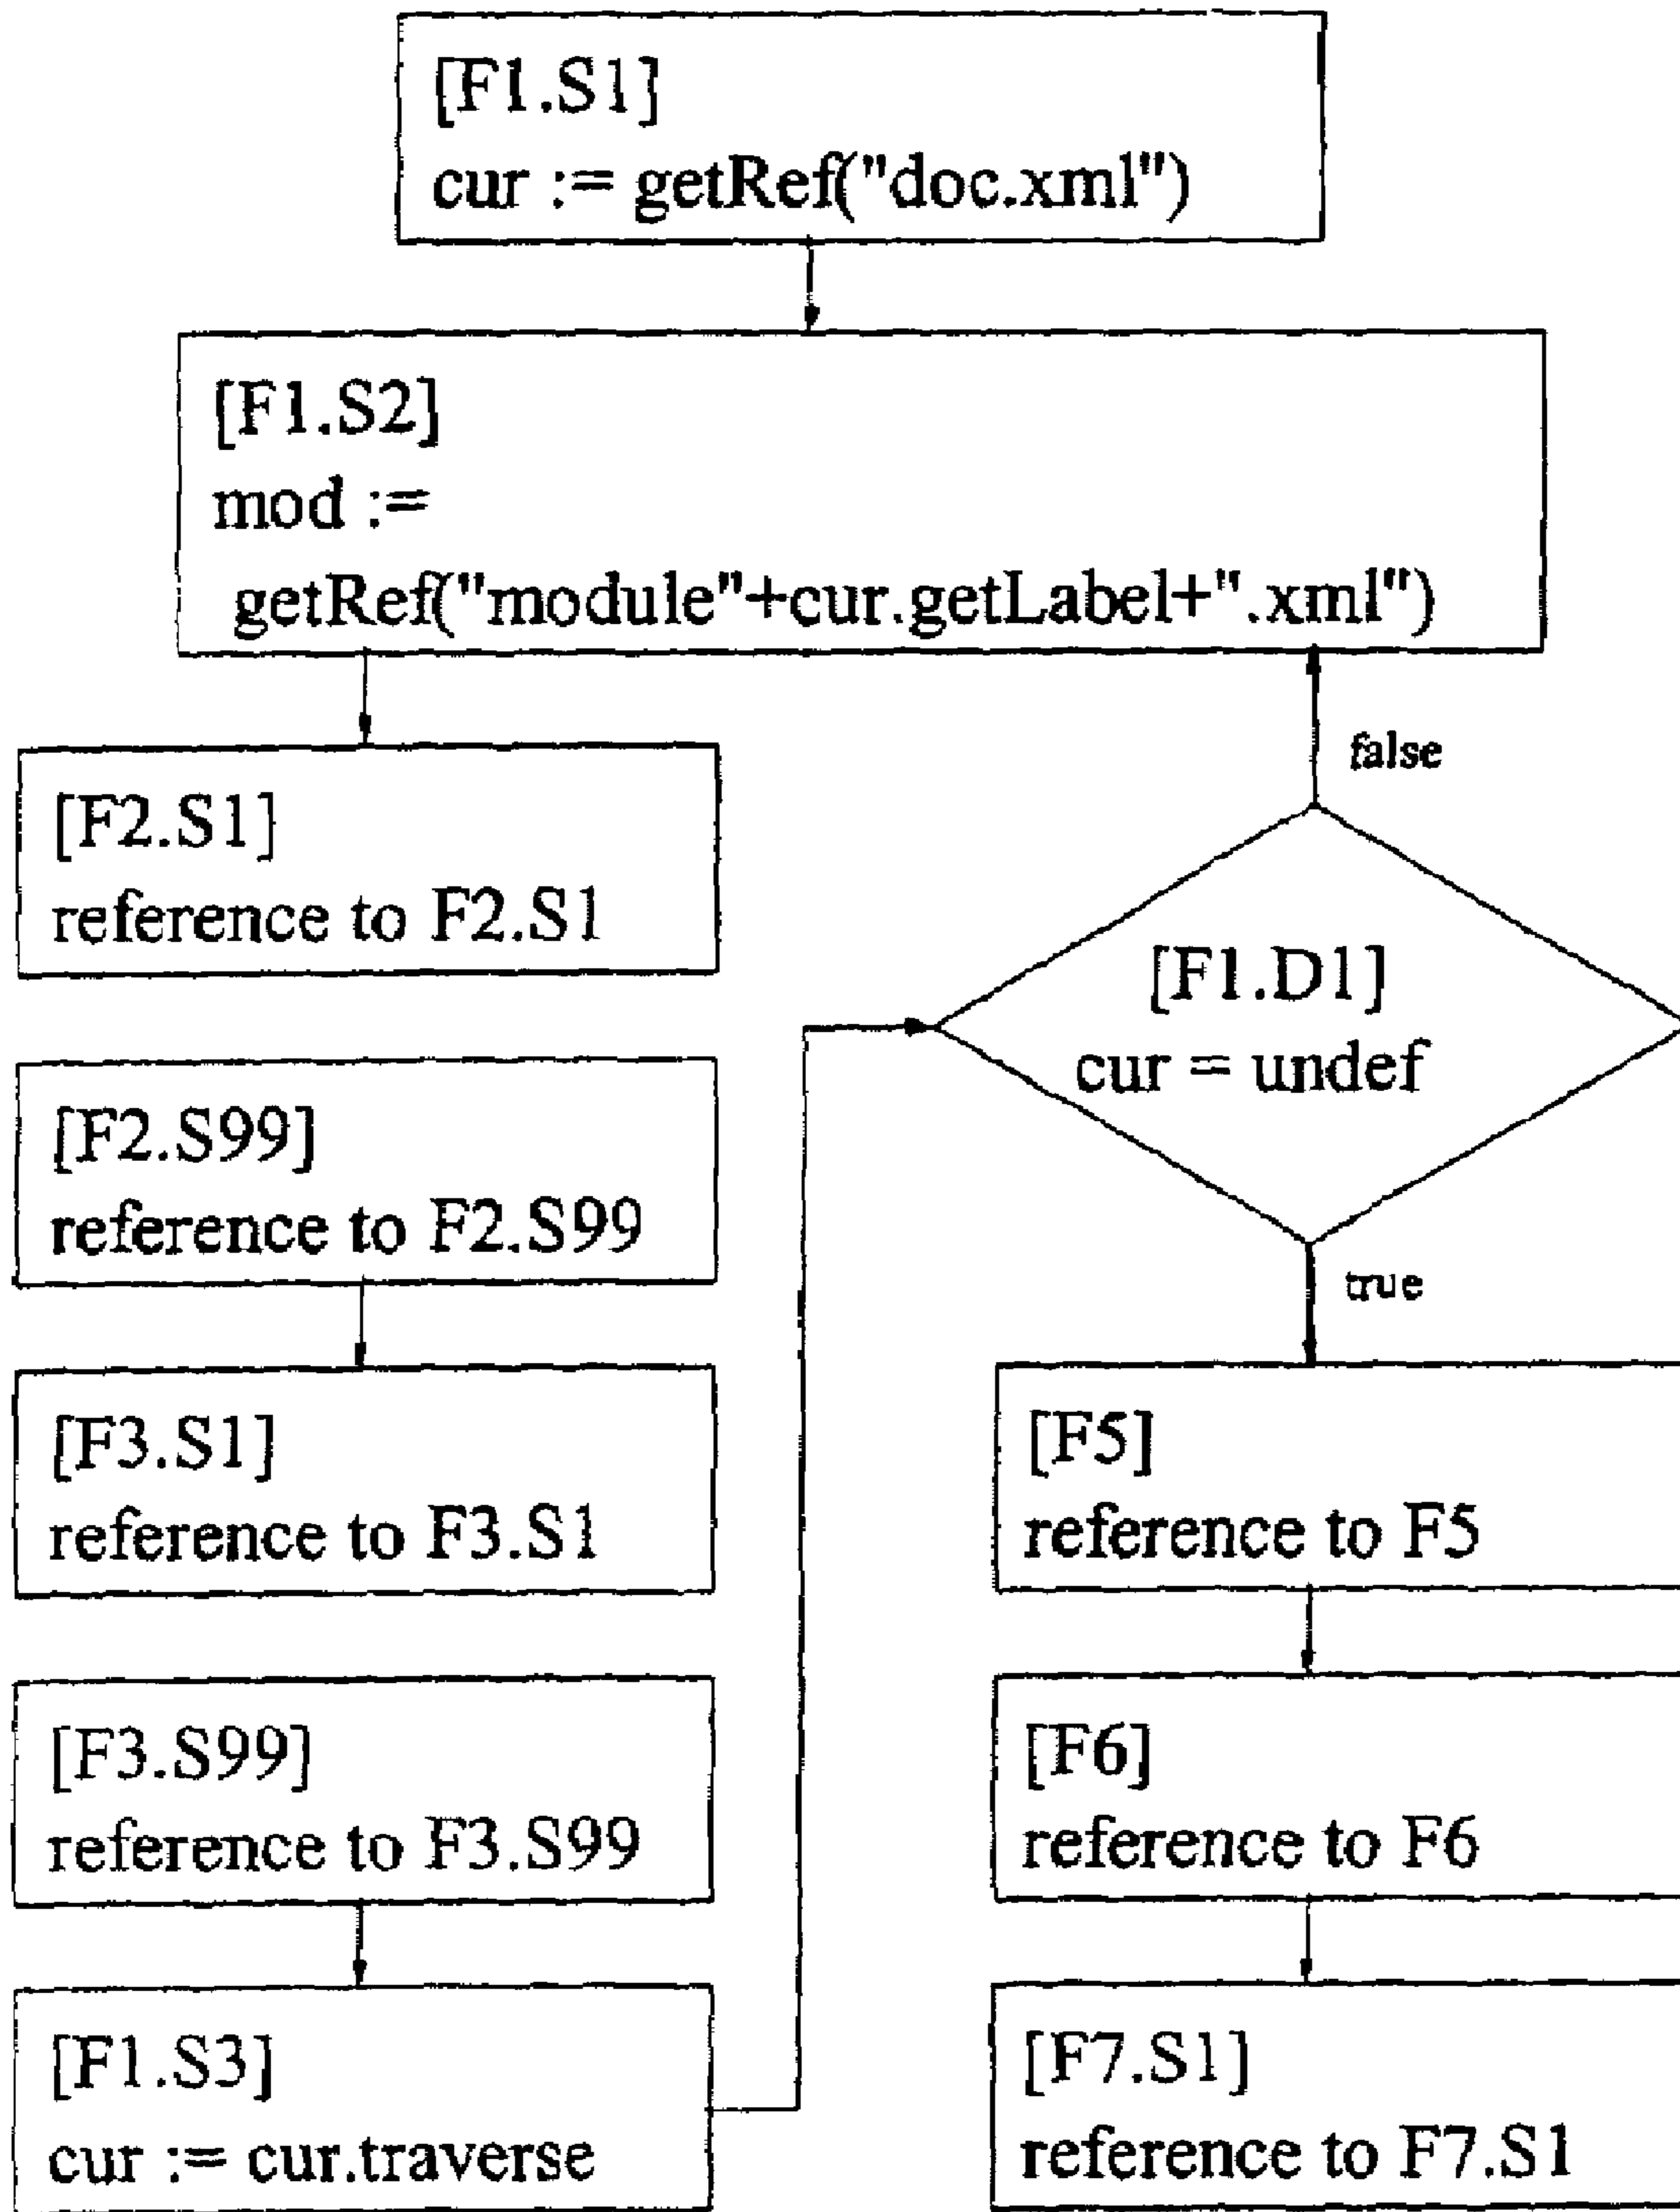 [F1.S1]
cur := getRef("doc.xml")
[F1.S2]
mod :=
getRef("module"+cur.getLabel+".xml")
[F2.S1]
reference to F2.S1
[F2.S99]
reference to F2.S99
[F3.S1]
reference to F3.S1
[F3.S99]
reference to F3.S99
[F1.S3]
cur := cur.traverse
false
[F1.D1]
cur = undef
true
[F5]
reference to F5
[F6]
reference to F6
[F7.S1]
reference to F7.S1